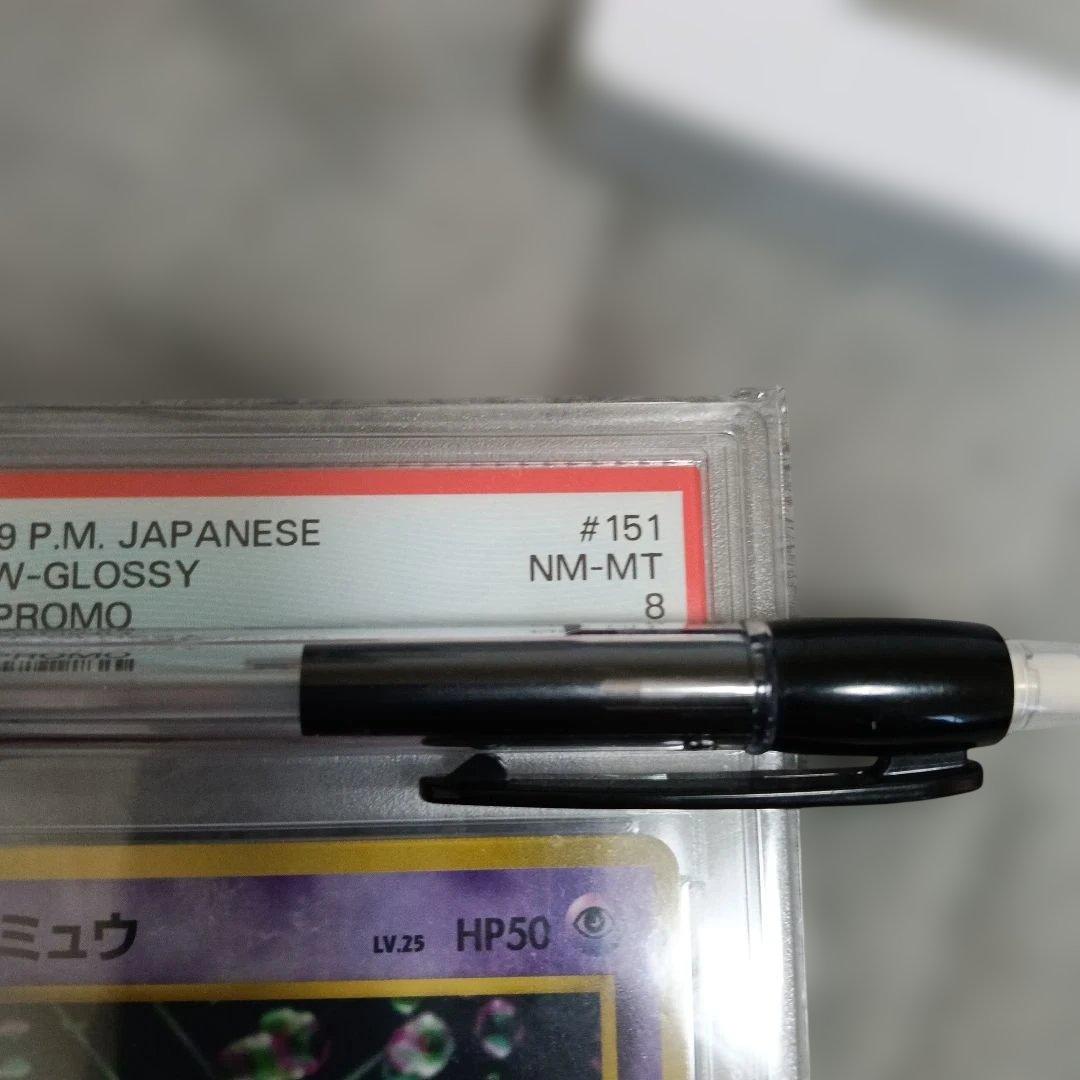 9 P.M. JAPANESE #151
W-GLOSSY NM-MT
PROMO 8
ミュウ LV.25 HP50